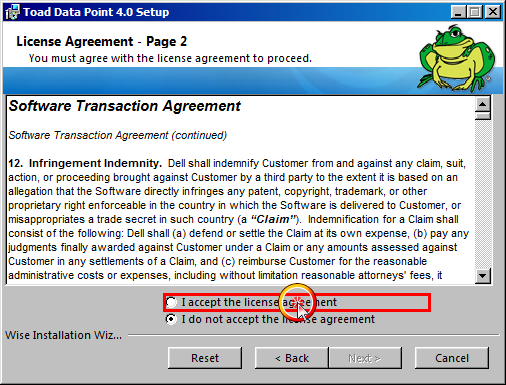 Toad Data Point 4.0 Setup
License Agreement - Page 2
You must agree with the license agreement to proceed.
Software Transaction Agreement
Software Transaction Agreement (continued)
12. Infringement Indemnity. Dell shall indemnify Customer from and against any claim, suit,
action, or proceeding brought against Customer by a third party to the extent it is based on an
allegation that the Software directly infringes any patent, copyright, trademark, or other
proprietary right enforceable in the country in which the Software is delivered to Customer, or
misappropriates a trade secret in such country (a “Claim”). Indemnification for a Claim shall
consist of the following: Dell shall (a) defend or settle the Claim at its own expense, (b) pay any
judgments finally awarded against Customer under a Claim or any amounts assessed against
Customer in any settlements of a Claim, and (c) reimburse Customer for the reasonable
administrative costs or expenses, including without limitation reasonable attorneys' fees, it
I accept the license agreement
I do not accept the license agreement
Wise Installation Wiz...
Reset
< Back
Next >
Cancel